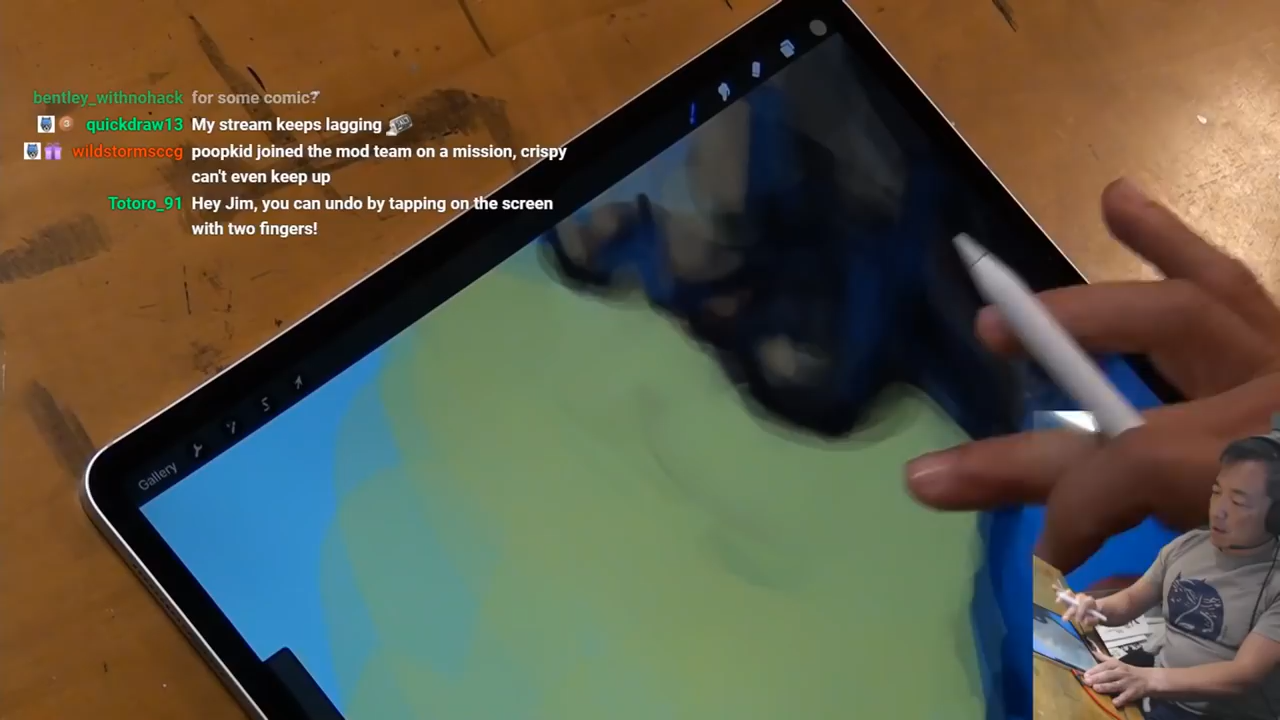 bentley_withnohack for some comic?
quickdraw13 My stream keeps lagging
wildstormsccg poopkid joined the mod team on a mission, crispy
can't even keep up
Totoro_91 Hey Jim, you can undo by tapping on the screen
with two fingers!
Gallery